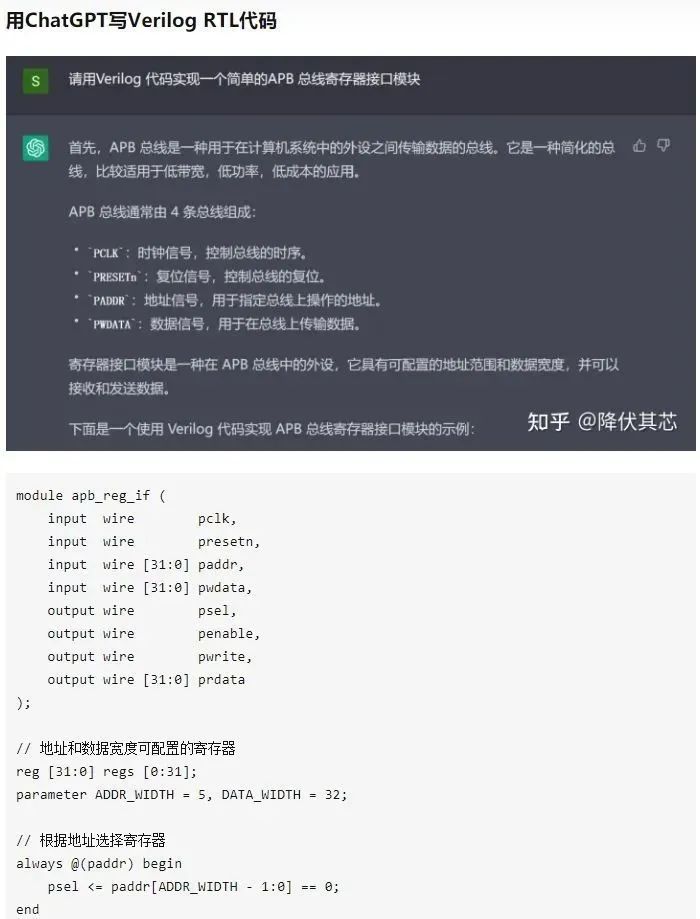 用ChatGPT写Verilog RTL代码
S
请用Verilog 代码实现一个简单的APB 总线寄存器接口模块
首先，APB 总线是一种用于在计算机系统中的外设之间传输数据的总线。它是一种简化的总
线，比较适用于低带宽，低功率，低成本的应用。
APB 总线通常由 4 条总线组成：
• `PCLK`：时钟信号，控制总线的时序。
• `PRESETn`：复位信号，控制总线的复位。
• `PADDR`：地址信号，用于指定总线上操作的地址。
• `PWDATA`：数据信号，用于在总线上传输数据。
寄存器接口模块是一种在 APB 总线中的外设，它具有可配置的地址范围和数据宽度，并可以
接收和发送数据。
下面是一个使用 Verilog 代码实现 APB 总线寄存器接口模块的示例：
知乎 @降伏其芯
module apb_reg_if (
    input  wire        pclk,
    input  wire        presetn,
    input  wire [31:0] paddr,
    input  wire [31:0] pwdata,
    output wire        psel,
    output wire        penable,
    output wire        pwrite,
    output wire [31:0] prdata
);
// 地址和数据宽度可配置的寄存器
reg [31:0] regs [0:31];
parameter ADDR_WIDTH = 5, DATA_WIDTH = 32;
// 根据地址选择寄存器
always @(paddr) begin
    psel <= paddr[ADDR_WIDTH - 1:0] == 0;
end